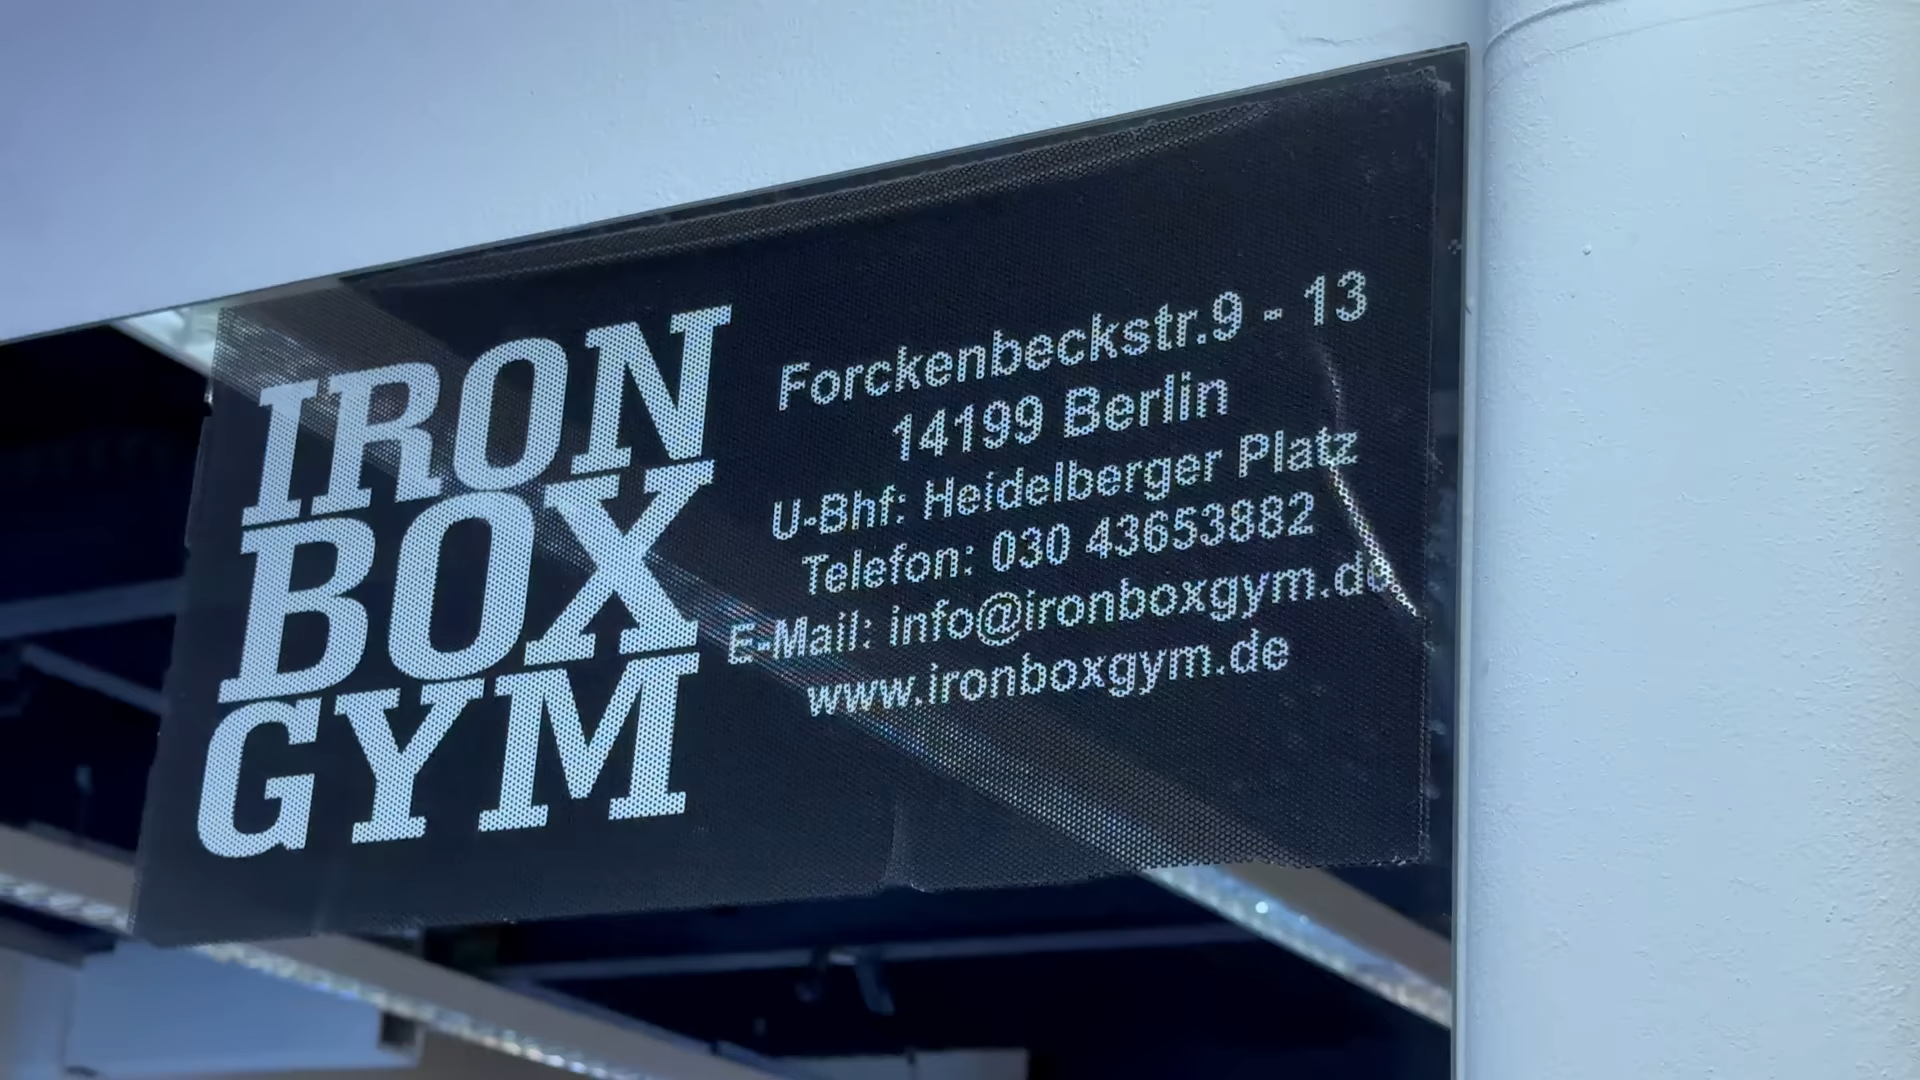 IRON
BOX
GYM
Forckenbeckstr.9 - 13
14199 Berlin
U-Bhf: Heidelberger Platz
Telefon: 030 43653882
E-Mail: info@ironboxgym.de
www.ironboxgym.de